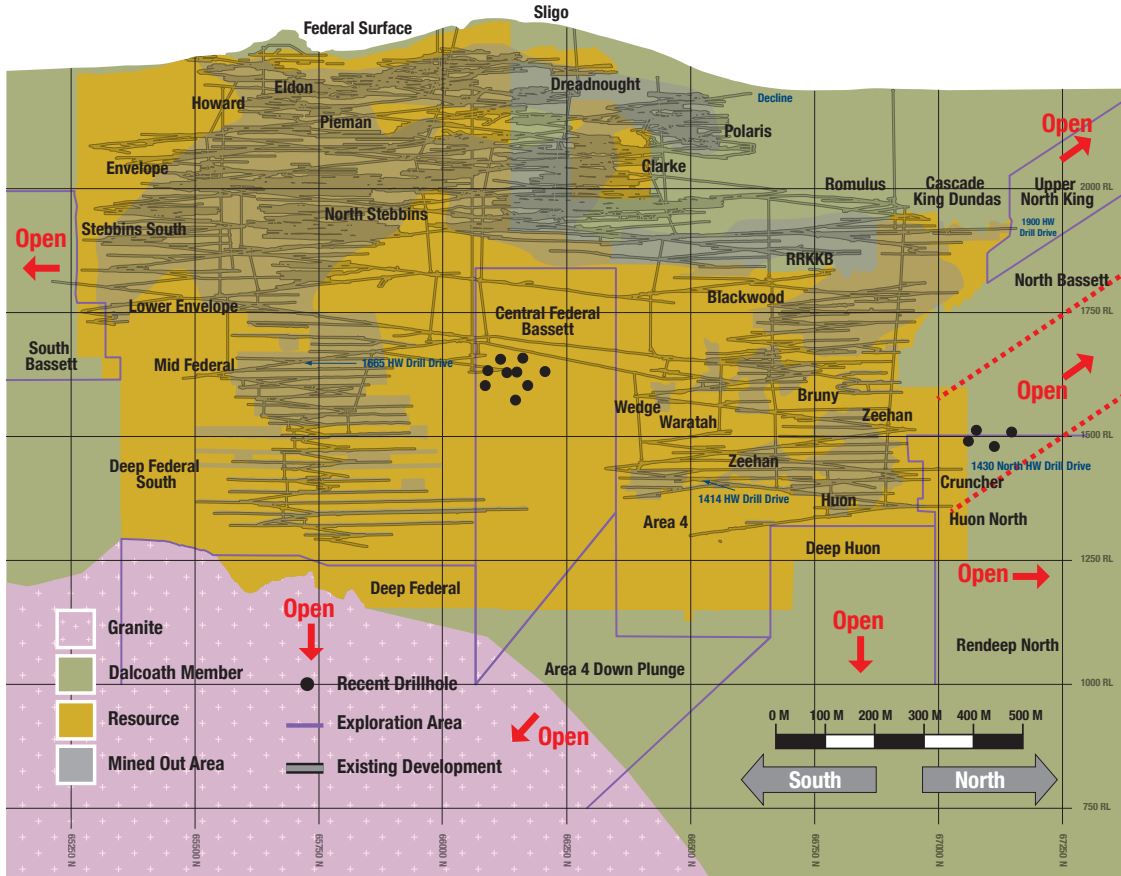 Sligo
Federal Surface
Eldon
Howard
Dreadnought
Decline
Pieman
Polaris
Open
Envelope
Clarke
Romulus
Cascade
King Dundas
Upper
North King
2000 RL
North Stebbins
Stebbins South
1900 HW
Drill Drive
Open
RRKKB
North Bassett
Blackwood
Lower Envelope
Central Federal
Bassett
1750 RL
South
Bassett
Mid Federal
1665 HW Drill Drive
Open
Bruny
Wedge
Waratah
Zeehan
1500 RL
Deep Federal
South
Zeehan
1430 North HW Drill Drive
Cruncher
1414 HW Drill Drive
Huon
Area 4
Huon North
Deep Huon
1250 RL
Open
Deep Federal
Open
Open
Granite
Rendeep North
Dalcoath Member
Area 4 Down Plunge
Recent Drillhole
1000 RL
Resource
Exploration Area
Open
0 M 100 M 200 M 300 M 400 M 500 M
Mined Out Area
Existing Development
South
North
750 RL
65250 N
65500 N
65750 N
66000 N
66250 N
66500 N
66750 N
67000 N
67250 N